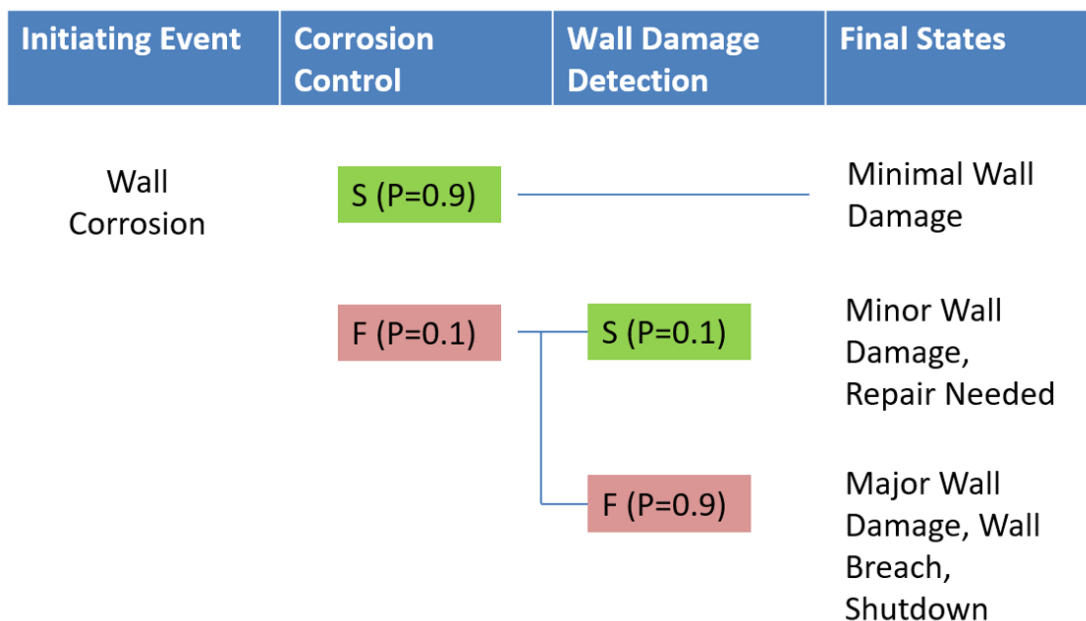 Initiating Event
Corrosion
Control
Wall Damage
Detection
Final States
Wall
Corrosion
S (P=0.9)
Minimal Wall
Damage
F (P=0.1)
S (P=0.1)
Minor Wall
Damage,
Repair Needed
F (P=0.9)
Major Wall
Damage, Wall
Breach,
Shutdown